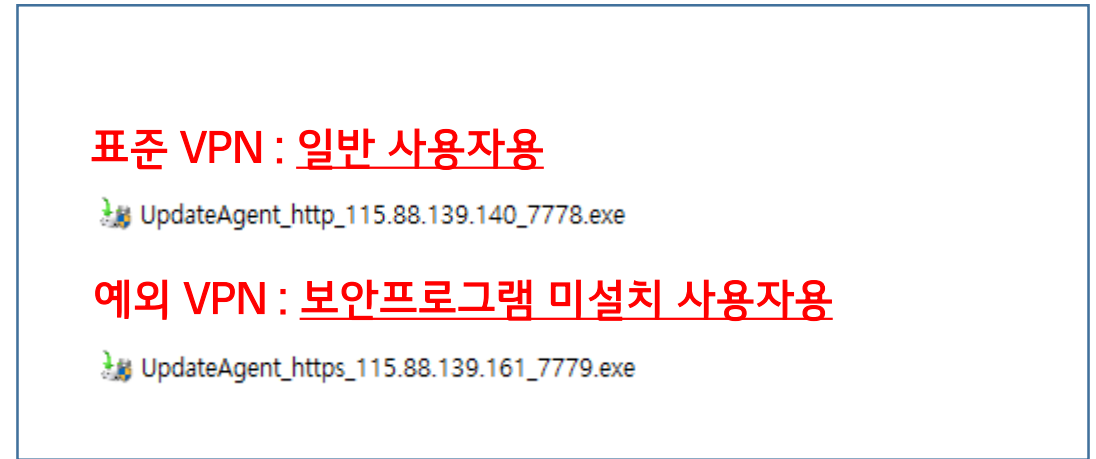 표준 VPN : 일반 사용자용
UpdateAgent_http_115.88.139.140_7778.exe
예외 VPN : 보안프로그램 미설치 사용자용
UpdateAgent_https_115.88.139.161_7779.exe